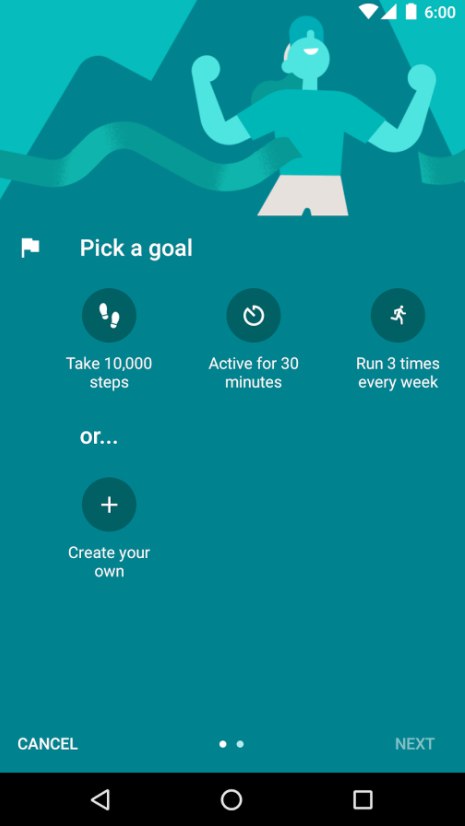 6:00
Pick a goal
Take 10,000
steps
Active for 30
minutes
Run 3 times
every week
or...
Create your
own
CANCEL
NEXT